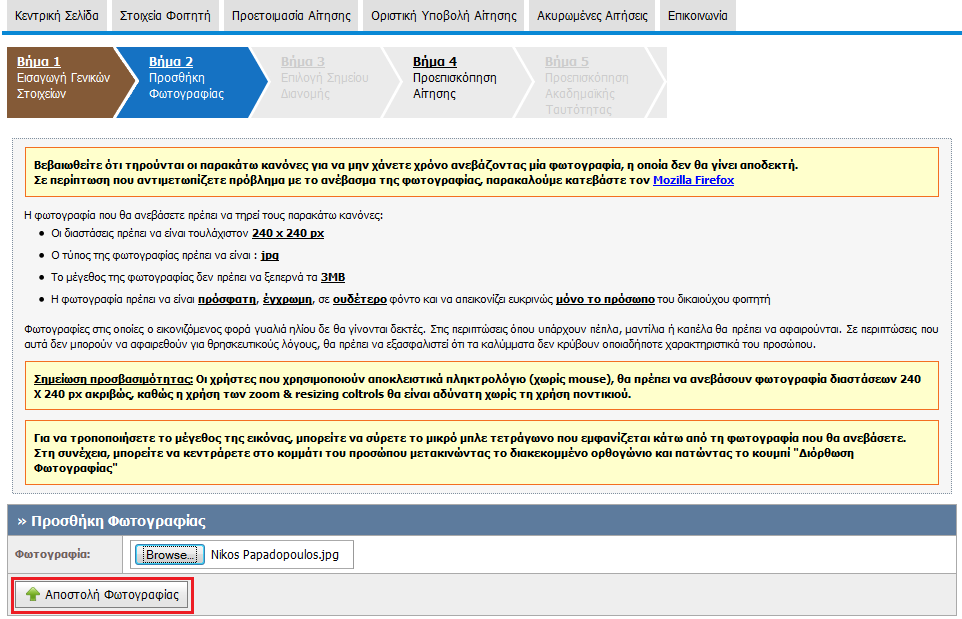 Κεντρική Σελίδα
Στοιχεία Φοιτητή
Προετοιμασία Αίτησης
Οριστική Υποβολή Αίτησης
Ακυρωμένες Αιτήσεις
Επικοινωνία
Βήμα 1
Εισαγωγή Γενικών
Στοιχείων
Βήμα 2
Προσθήκη
Φωτογραφίας
Βήμα 3
Επιλογή Σημείου
Διανομής
Βήμα 4
Προεπισκόπηση
Αίτησης
Βήμα 5
Προεπισκόπηση
Ακαδημαϊκής
Ταυτότητας
Βεβαιωθείτε ότι τηρούνται οι παρακάτω κανόνες για να μην χάνετε χρόνο ανεβάζοντας μία φωτογραφία, η οποία δεν θα γίνει αποδεκτή.
Σε περίπτωση που αντιμετωπίζετε πρόβλημα με το ανέβασμα της φωτογραφίας, παρακαλούμε κατεβάστε τον Mozilla Firefox
Η φωτογραφία που θα ανεβάσετε πρέπει να τηρεί τους παρακάτω κανόνες:
• Οι διαστάσεις πρέπει να είναι τουλάχιστον 240 x 240 px
• Ο τύπος της φωτογραφίας πρέπει να είναι : jpg
• Το μέγεθος της φωτογραφίας δεν πρέπει να ξεπερνά τα 3MB
• Η φωτογραφία πρέπει να είναι πρόσφατη, έγχρωμη, σε ουδέτερο φόντο και να απεικονίζει ευκρινώς μόνο το πρόσωπο του δικαιούχου φοιτητή
Φωτογραφίες στις οποίες ο εικονιζόμενος φορά γυαλιά ηλίου δε θα γίνονται δεκτές. Στις περιπτώσεις όπου υπάρχουν πέπλα, μαντίλια ή καπέλα θα πρέπει να αφαιρούνται. Σε περιπτώσεις που
αυτά δεν μπορούν να αφαιρεθούν για θρησκευτικούς λόγους, θα πρέπει να εξασφαλιστεί ότι τα καλύμματα δεν κρύβουν οποιαδήποτε χαρακτηριστικά του προσώπου.
Σημείωση προσβασιμότητας: Οι χρήστες που χρησιμοποιούν αποκλειστικά πληκτρολόγιο (χωρίς mouse), θα πρέπει να ανεβάσουν φωτογραφία διαστάσεων 240
X 240 px ακριβώς, καθώς η χρήση των zoom & resizing coltrols θα είναι αδύνατη χωρίς τη χρήση ποντικιού.
Για να τροποποιήσετε το μέγεθος της εικόνας, μπορείτε να σύρετε το μικρό μπλε τετράγωνο που εμφανίζεται κάτω από τη φωτογραφία που θα ανεβάσετε.
Στη συνέχεια, μπορείτε να κεντράρετε στο κομμάτι του προσώπου μετακινώντας το διακεκομμένο ορθογώνιο και πατώντας το κουμπί "Διόρθωση
Φωτογραφίας"
» Προσθήκη Φωτογραφίας
Φωτογραφία:
Browse... Nikos Papadopoulos.jpg
Αποστολή Φωτογραφίας